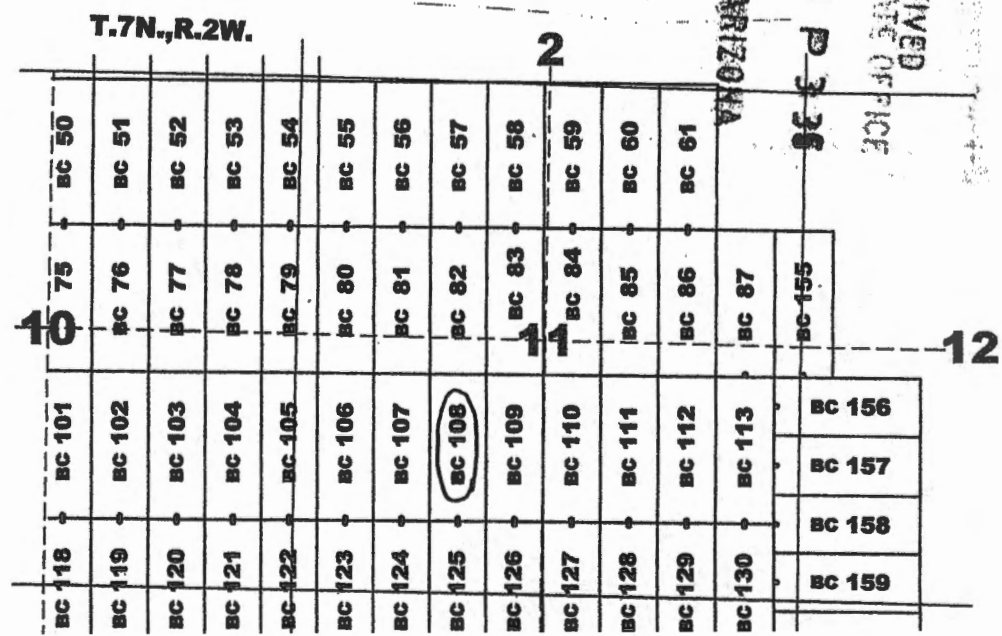 T.7N.,R.2W.
2
IVED
OFFICE
ARIZONA
P 3:36
BC 50
BC 51
BC 52
BC 53
BC 54
BC 55
BC 56
BC 57
BC 58
BC 59
BC 60
BC 61
BC 75
BC 76
BC 77
BC 78
BC 79
BC 80
BC 81
BC 82
BC 83
BC 84
BC 85
BC 86
BC 87
BC 155
10
11
12
BC 101
BC 102
BC 103
BC 104
BC 105
BC 106
BC 107
BC 108
BC 109
BC 110
BC 111
BC 112
BC 113
BC 156
BC 157
BC 158
BC 159
BC 118
BC 119
BC 120
BC 121
BC 122
BC 123
BC 124
BC 125
BC 126
BC 127
BC 128
BC 129
BC 130